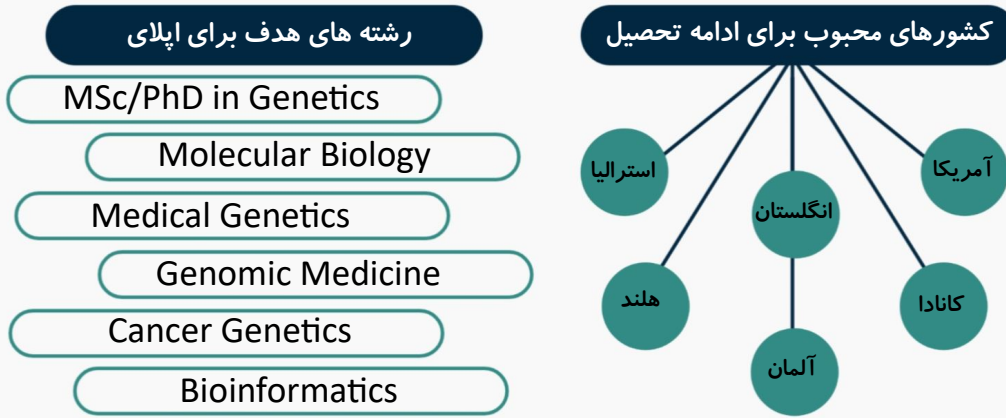 رشته های هدف برای اپلای
MSc/PhD in Genetics
Molecular Biology
Medical Genetics
Genomic Medicine
Cancer Genetics
Bioinformatics
کشورهای محبوب برای ادامه تحصیل
آمریکا
استرالیا
انگلستان
کانادا
هلند
آلمان